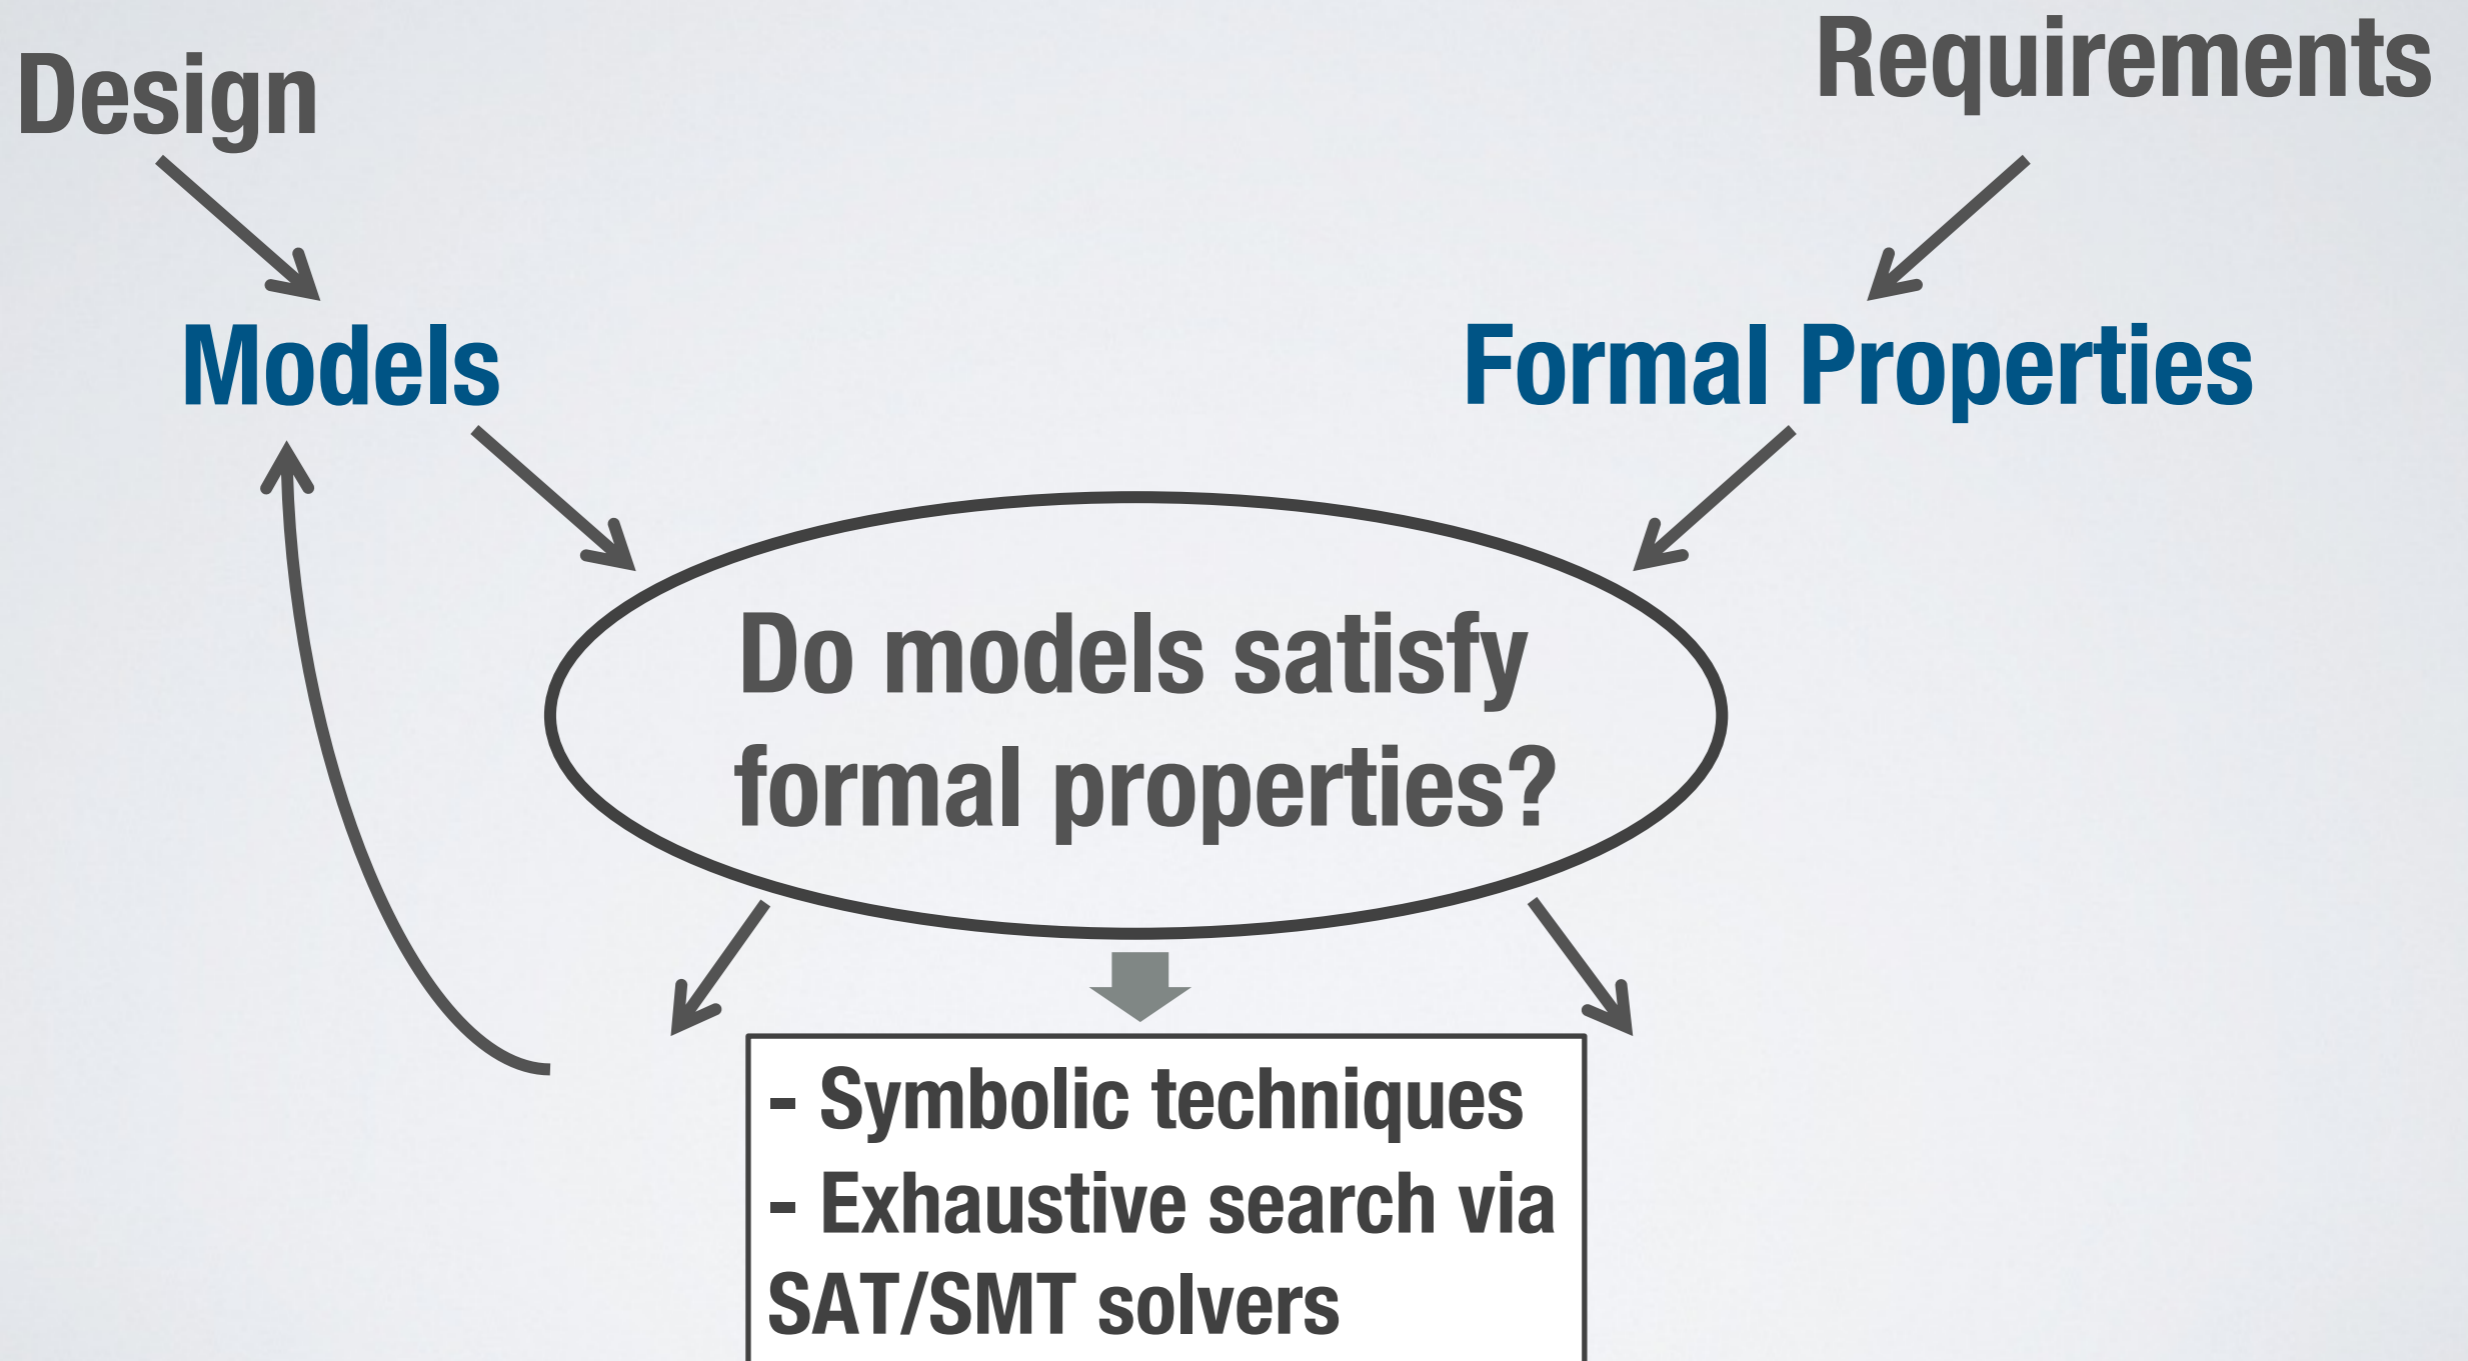 Design
Requirements
Models
Formal Properties
Do models satisfy
formal properties?
- Symbolic techniques
- Exhaustive search via
SAT/SMT solvers